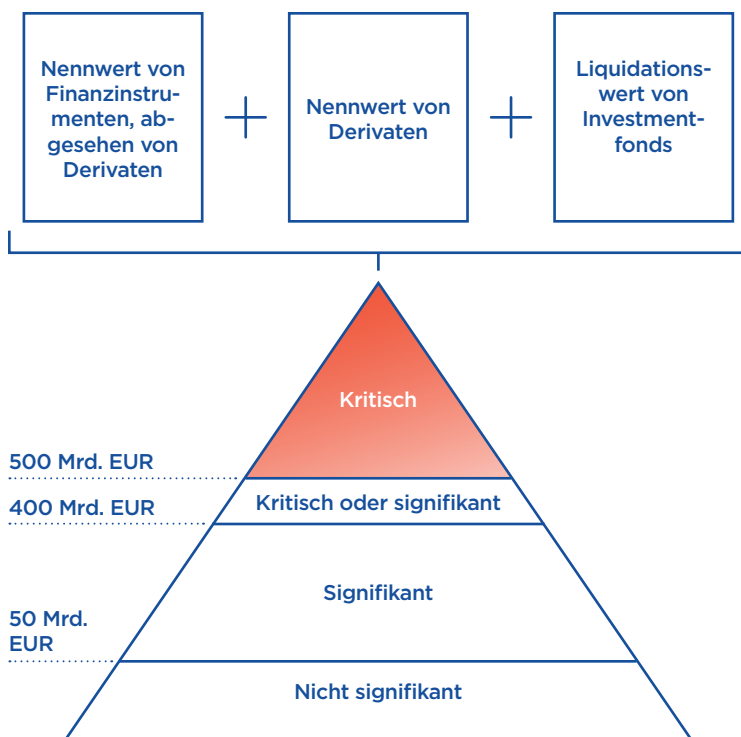 Nennwert von
Finanzinstru-
menten, ab-
gesehen von
Derivaten
+
Nennwert von
Derivaten
+
Liquidations-
wert von
Investment-
fonds
Kritisch
500 Mrd. EUR
Kritisch oder signifikant
400 Mrd. EUR
Signifikant
50 Mrd.
EUR
Nicht signifikant